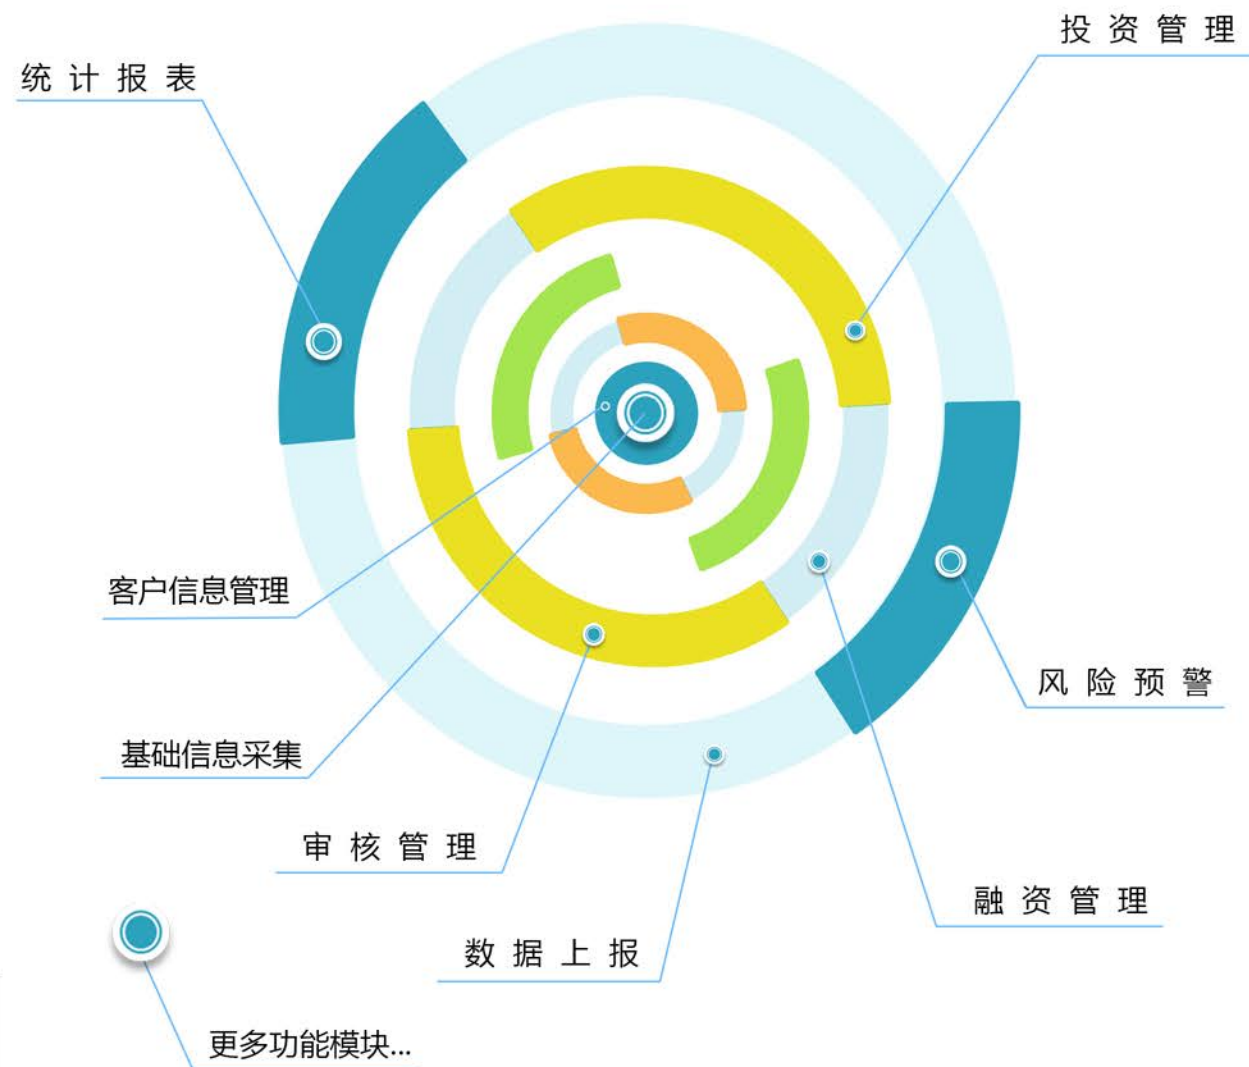 投资管理
统计报表
客户信息管理
风险预警
基础信息采集
审核管理
融资管理
数据上报
更多功能模块...